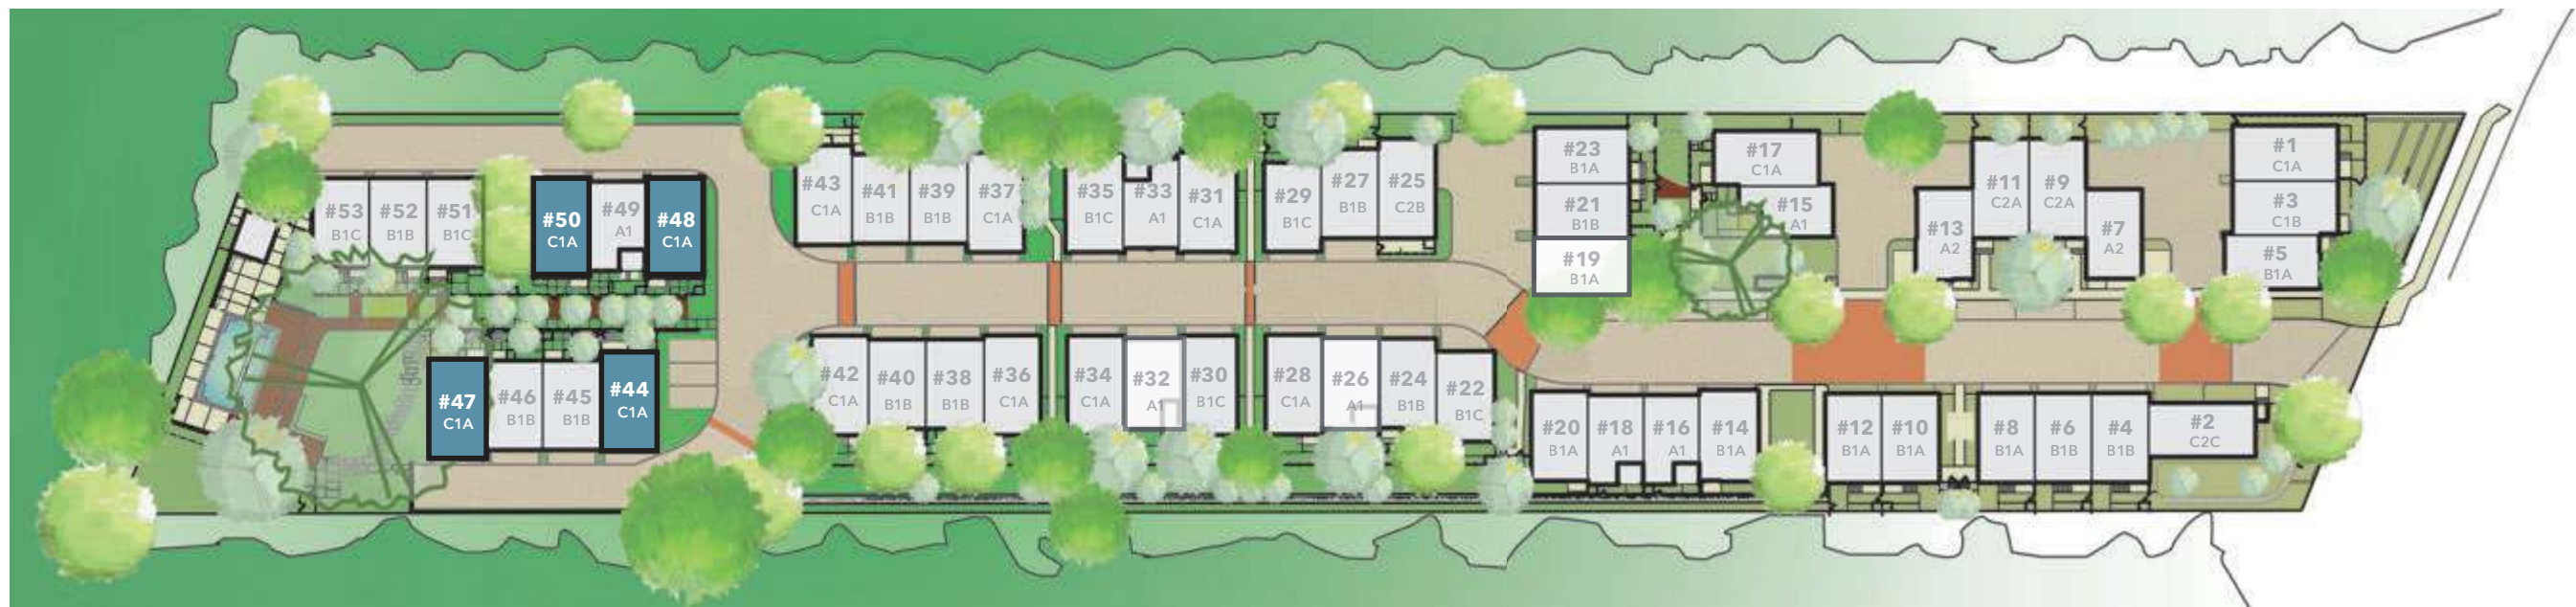 #53
B1C
#52
B1B
#51
B1C
#50
C1A
#49
A1
#48
C1A
#43
C1A
#41
B1B
#39
B1B
#37
C1A
#35
B1C
#33
A1
#31
C1A
#29
B1C
#27
B1B
#25
C2B
#23
B1A
#21
B1B
#19
B1A
#17
C1A
#15
A1
#13
A2
#11
C2A
#9
C2A
#7
A2
#1
C1A
#3
C1B
#5
B1A
#47
C1A
#46
B1B
#45
B1B
#44
C1A
#42
C1A
#40
B1B
#38
B1B
#36
C1A
#34
C1A
#32
A1
#30
B1C
#28
C1A
#26
A1
#24
B1B
#22
B1C
#20
B1A
#18
A1
#16
A1
#14
B1A
#12
B1A
#10
B1A
#8
B1A
#6
B1B
#4
B1B
#2
C2C